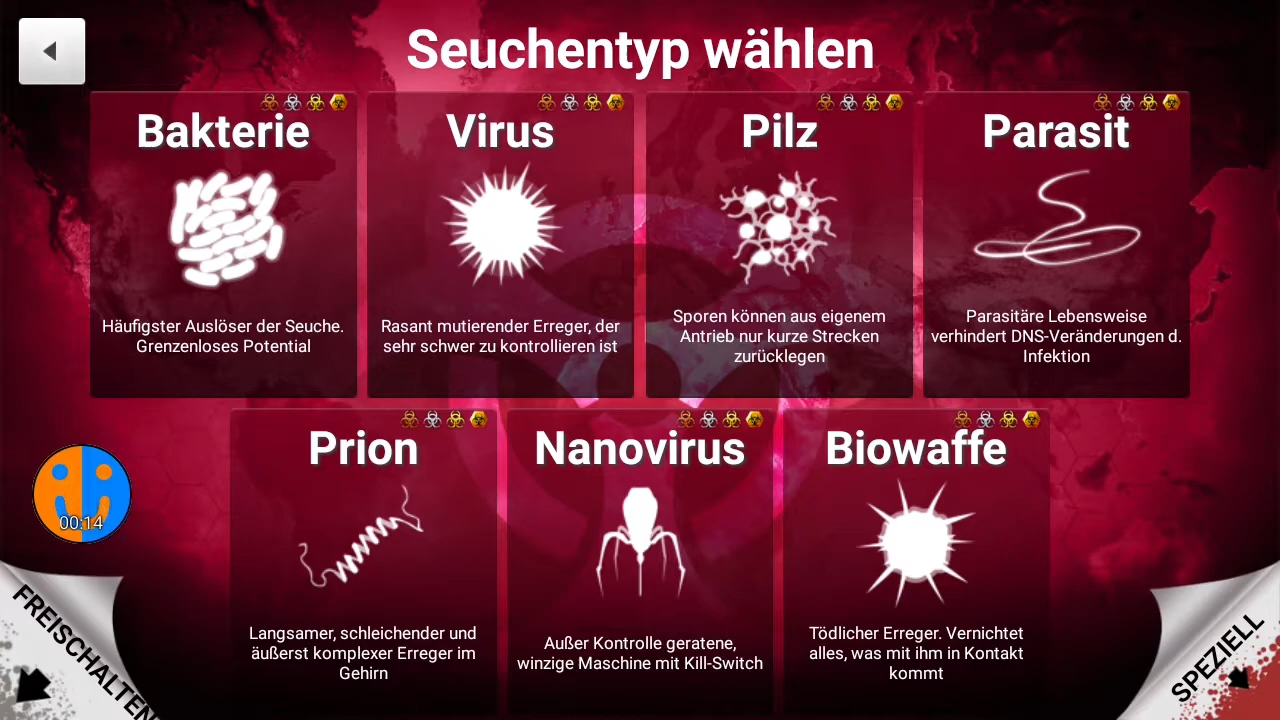 Seuchentyp wählen
Bakterie
Häufigster Auslöser der Seuche.
Grenzenloses Potential
Virus
Rasant mutierender Erreger, der
sehr schwer zu kontrollieren ist
Pilz
Sporen können aus eigenem
Antrieb nur kurze Strecken
zurücklegen
Parasit
Parasitäre Lebensweise
verhindert DNS-Veränderungen d.
Infektion
Prion
Langsamer, schleichender und
äußerst komplexer Erreger im
Gehirn
Nanovirus
Außer Kontrolle geratene,
winzige Maschine mit Kill-Switch
Biowaffe
Tödlicher Erreger. Vernichtet
alles, was mit ihm in Kontakt
kommt
00:14
FREISCHALTEN
SPEZIELL